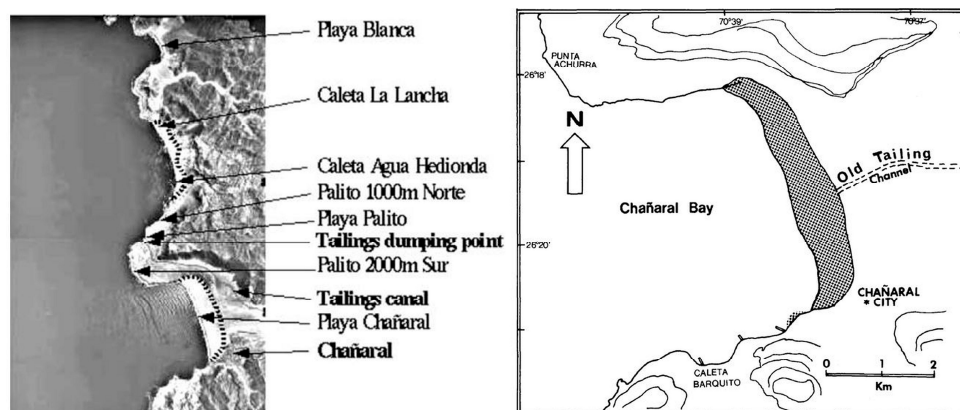 Playa Blanca
Caleta La Lancha
Caleta Agua Hedionda
Palito 1000m Norte
Playa Palito
Tailings dumping point
Palito 2000m Sur
Tailings canal
Playa Chañaral
Chañaral
70°39'
70°37'
PUNTA
ACHURRA
26°18'
N
Old Tailing
Channel
Chañaral Bay
26°20'
CHAÑARAL
* CITY
CALETA
BARQUITO
0 1 2
Km